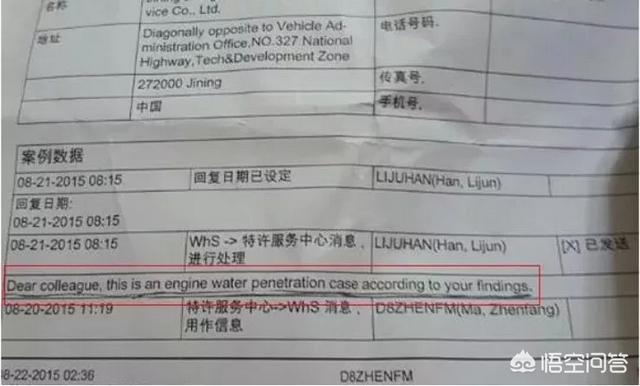 名称
vice Co., Ltd.
电话号码.
地址
Diagonally opposite to Vehicle Ad-
ministration Office,NO.327 National
Highway,Tech&Development Zone
272000 Jining
传真号.
中国
手机号.
案例数据
08-21-2015 08:15 回复日期已设定 LIJUHAN(Han, Lijun)
回复日期:
08-21-2015 08:15
08-21-2015 08:15 WhS -> 特许服务中心消息, LIJUHAN(Han, Lijun) [X] 已发送
进行处理
Dear colleague, this is an engine water penetration case according to your findings.
08-20-2015 11:19 特许服务中心->WhS 消息, D8ZHENFM(Ma, Zhenfang)
用作信息
08-22-2015 02:36 D8ZHENFM
悟空问答